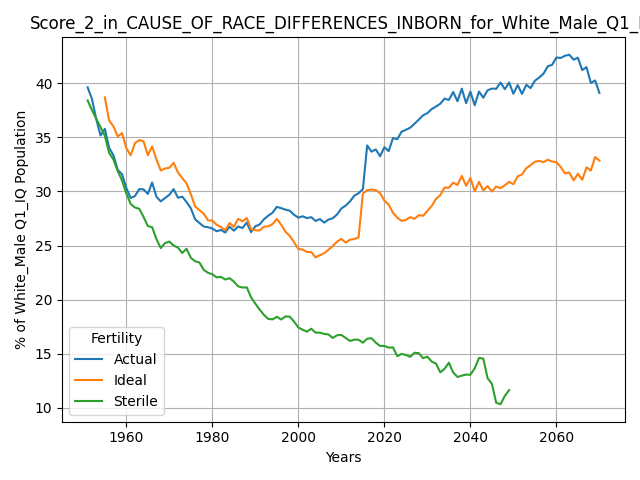 Score_2_in_CAUSE_OF_RACE_DIFFERENCES_INBORN_for_White_Male_Q1_
% of White_Male Q1_IQ Population
40
35
30
25
20
15
10
Fertility
Actual
Ideal
Sterile
1960 1980 2000 2020 2040 2060
Years